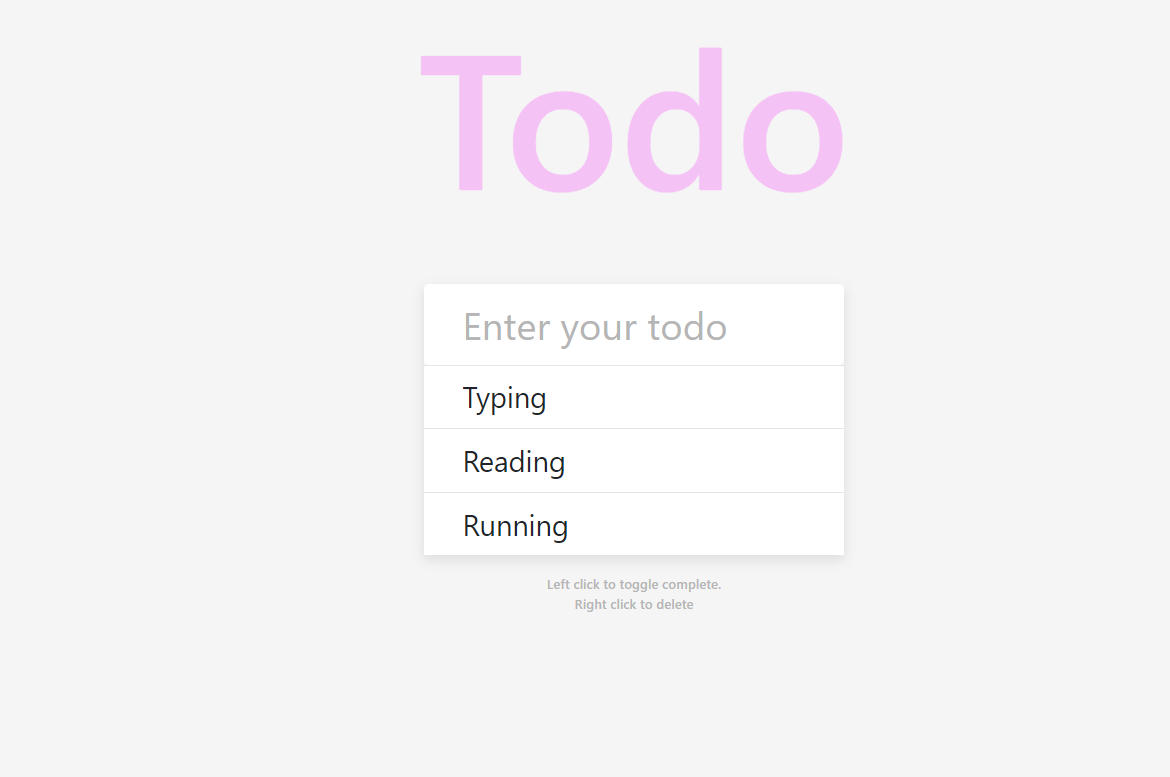 Todo
Enter your todo
Typing
Reading
Running
Left click to toggle complete.
Right click to delete